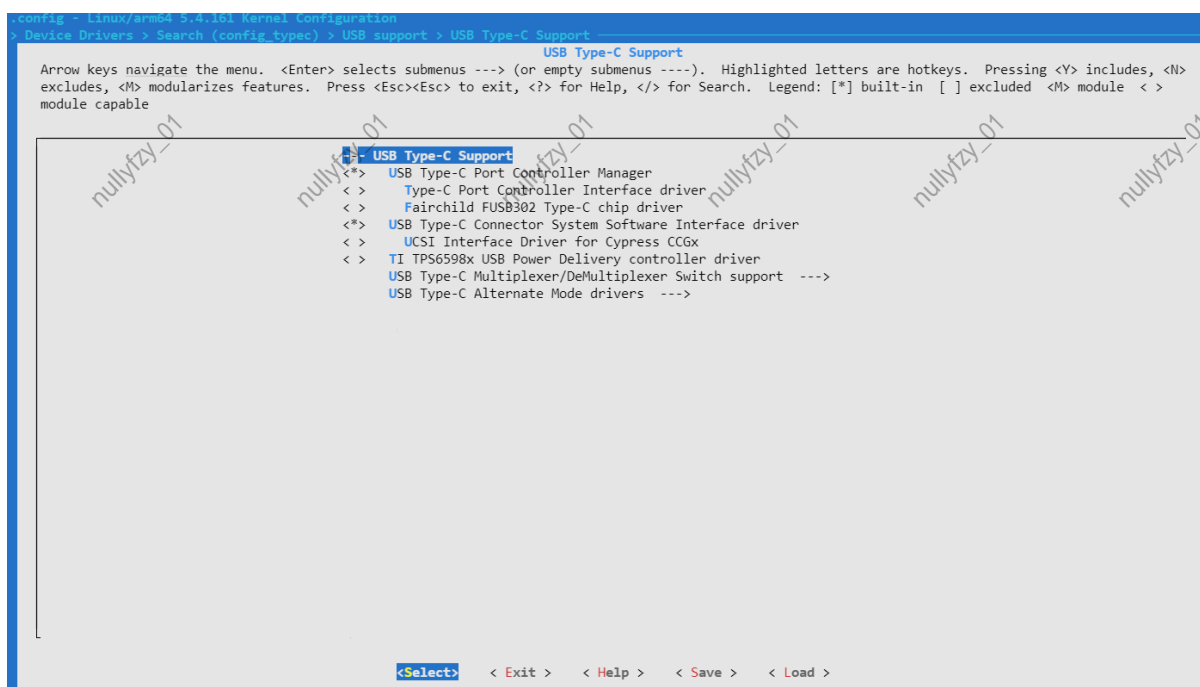 .config - Linux/arm64 5.4.161 Kernel Configuration
> Device Drivers > Search (config_typec) > USB support > USB Type-C Support
USB Type-C Support
Arrow keys navigate the menu.  <Enter> selects submenus ---> (or empty submenus ----).  Highlighted letters are hotkeys.  Pressing <Y> includes, <N>
excludes, <M> modularizes features.  Press <Esc><Esc> to exit, <?> for Help, </> for Search.  Legend: [*] built-in  [ ] excluded  <M> module  < >
module capable
--- USB Type-C Support
<*>   USB Type-C Port Controller Manager
< >     Type-C Port Controller Interface driver
< >     Fairchild FUSB302 Type-C chip driver
<*>   USB Type-C Connector System Software Interface driver
< >     UCSI Interface Driver for Cypress CCGx
< >   TI TPS6598x USB Power Delivery controller driver
USB Type-C Multiplexer/DeMultiplexer Switch support  --->
USB Type-C Alternate Mode drivers  --->
nullyfzy_01 nullyfzy_01 nullyfzy_01 nullyfzy_01 nullyfzy_01 nullyfzy_01
<Select>    < Exit >    < Help >    < Save >    < Load >